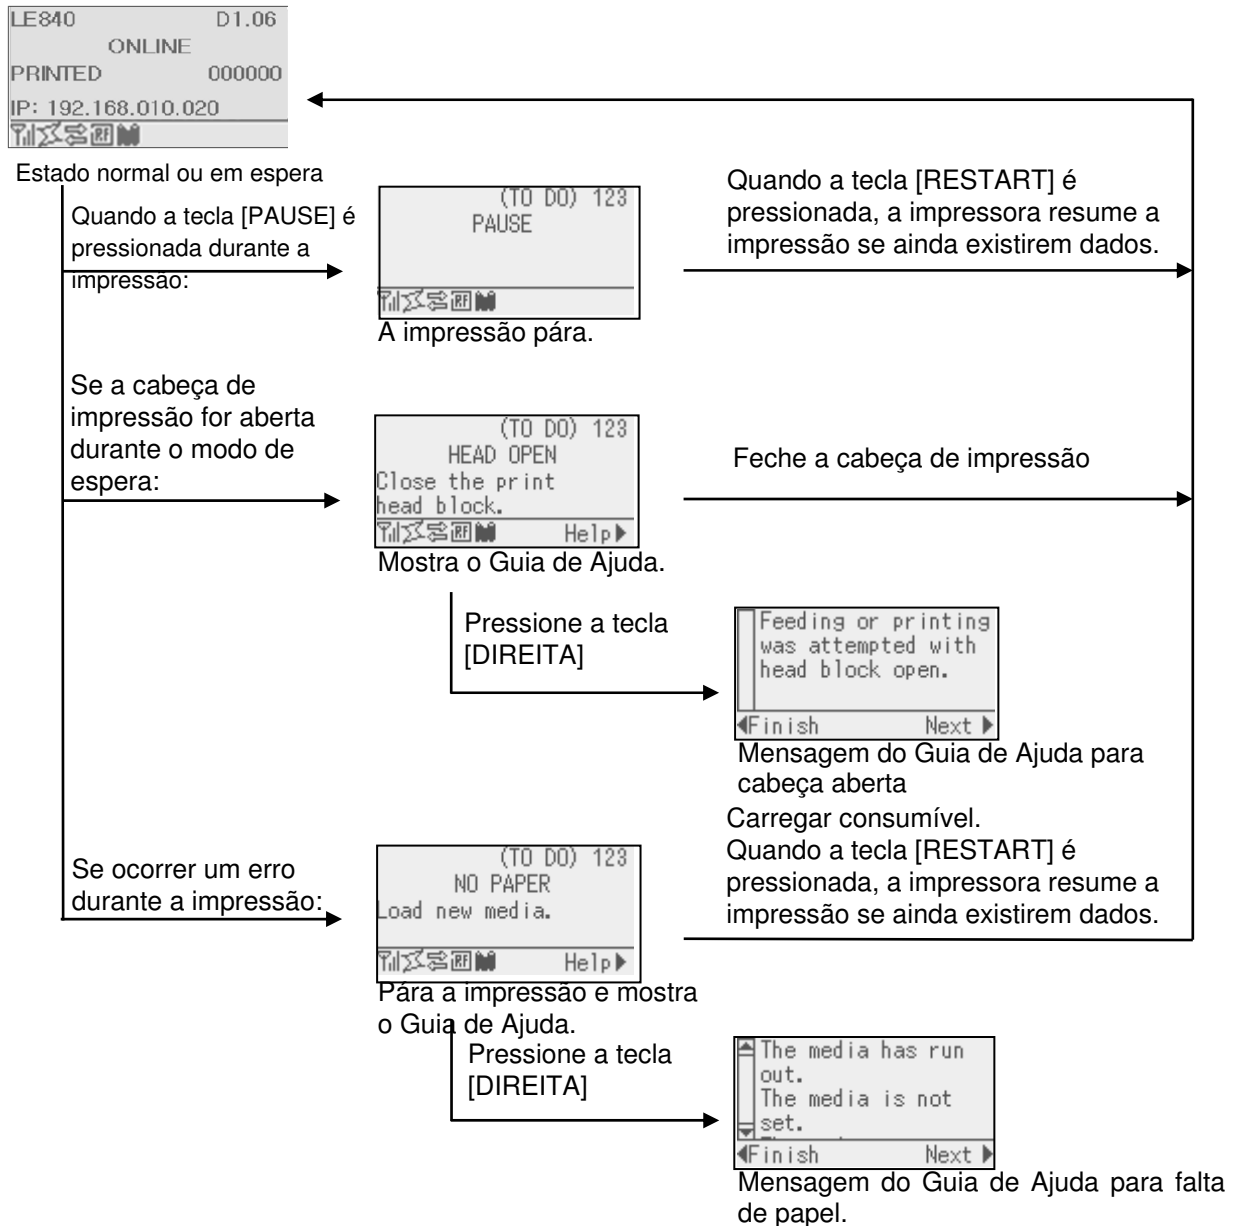 LE840 D1.06
ONLINE
PRINTED 000000
IP: 192.168.010.020
RF
Estado normal ou em espera
Quando a tecla [PAUSE] é
pressionada durante a
impressão:
(TO DO) 123
PAUSE
RF
A impressão pára.
Quando a tecla [RESTART] é
pressionada, a impressora resume a
impressão se ainda existirem dados.
Se a cabeça de
impressão for aberta
durante o modo de
espera:
(TO DO) 123
HEAD OPEN
Close the print
head block.
RF Help
Mostra o Guia de Ajuda.
Feche a cabeça de impressão
Pressione a tecla
[DIREITA]
Feeding or printing
was attempted with
head block open.
Finish Next
Mensagem do Guia de Ajuda para
cabeça aberta
Se ocorrer um erro
durante a impressão:
(TO DO) 123
NO PAPER
Load new media.
RF Help
Pára a impressão e mostra
o Guia de Ajuda.
Carregar consumível.
Quando a tecla [RESTART] é
pressionada, a impressora resume a
impressão se ainda existirem dados.
Pressione a tecla
[DIREITA]
The media has run
out.
The media is not
set.
Finish Next
Mensagem do Guia de Ajuda para falta
de papel.